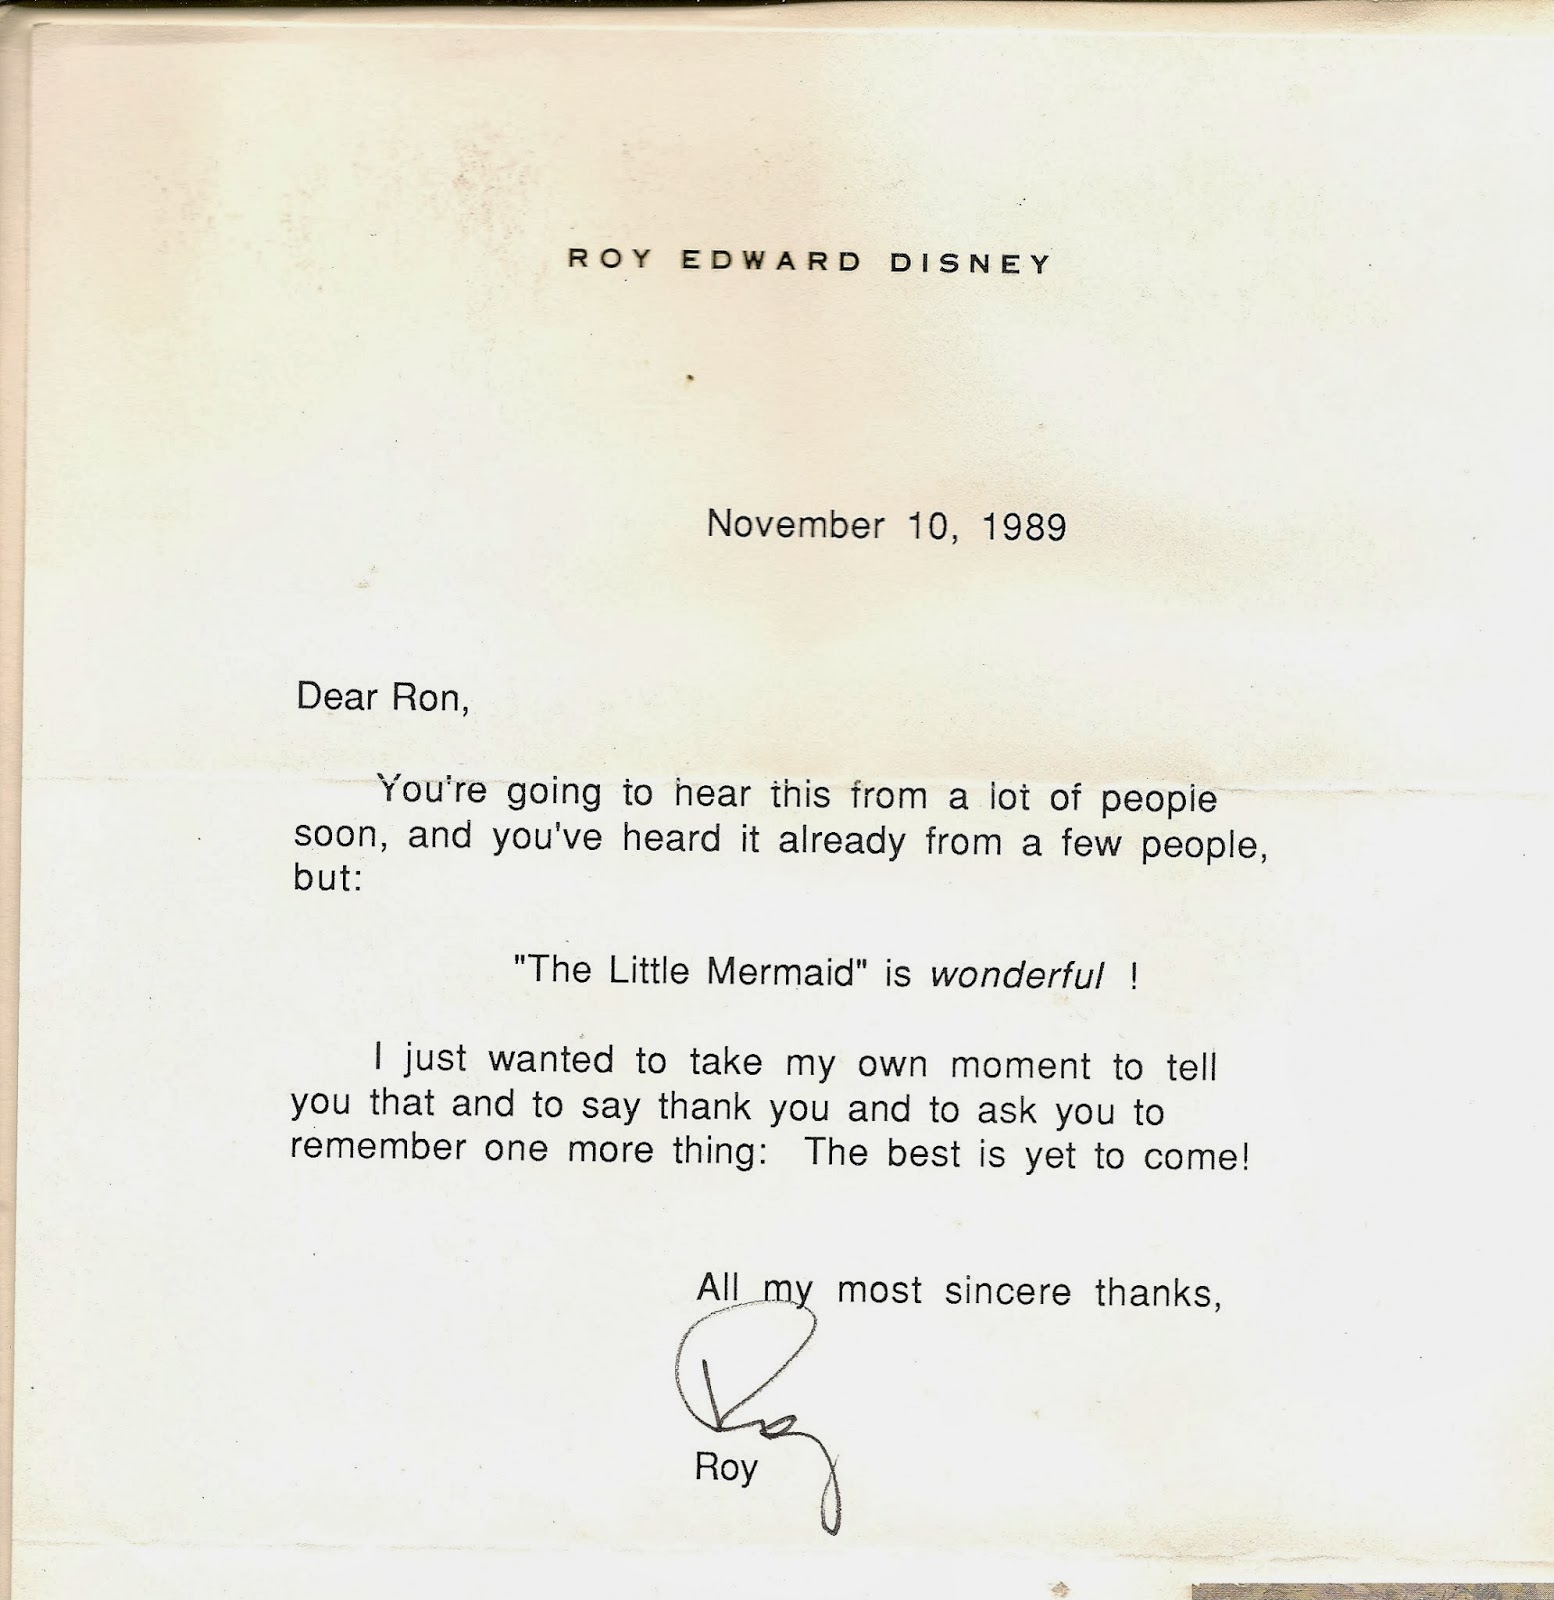 ROY EDWARD DISNEY
November 10, 1989
Dear Ron,
You're going to hear this from a lot of people
soon, and you've heard it already from a few people,
but:
"The Little Mermaid" is wonderful !
I just wanted to take my own moment to tell
you that and to say thank you and to ask you to
remember one more thing: The best is yet to come!
All my most sincere thanks,
Roy
Roy